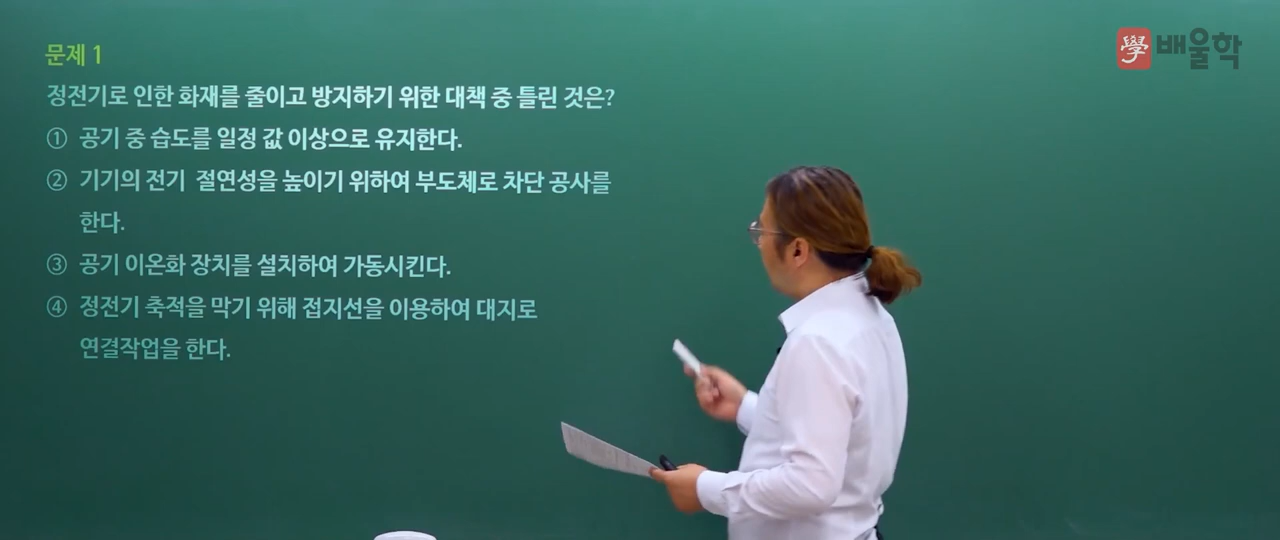 學 배울학
문제 1
정전기로 인한 화재를 줄이고 방지하기 위한 대책 중 틀린 것은?
① 공기 중 습도를 일정 값 이상으로 유지한다.
② 기기의 전기 절연성을 높이기 위하여 부도체로 차단 공사를
한다.
③ 공기 이온화 장치를 설치하여 가동시킨다.
④ 정전기 축적을 막기 위해 접지선을 이용하여 대지로
연결작업을 한다.